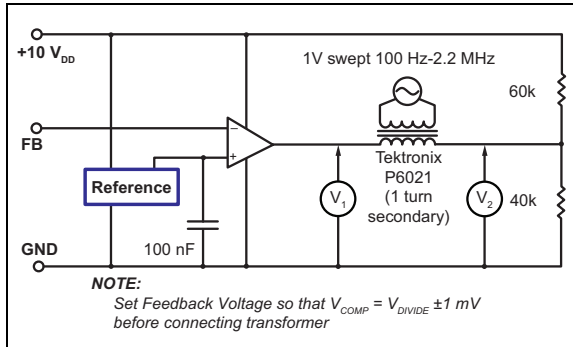 +10 V_DD
1V swept 100 Hz-2.2 MHz
60k
FB
−
+
Reference
Tektronix
P6021
(1 turn
secondary)
V₁
V₂
40k
100 nF
GND
NOTE:
Set Feedback Voltage so that V_COMP = V_DIVIDE ±1 mV
before connecting transformer